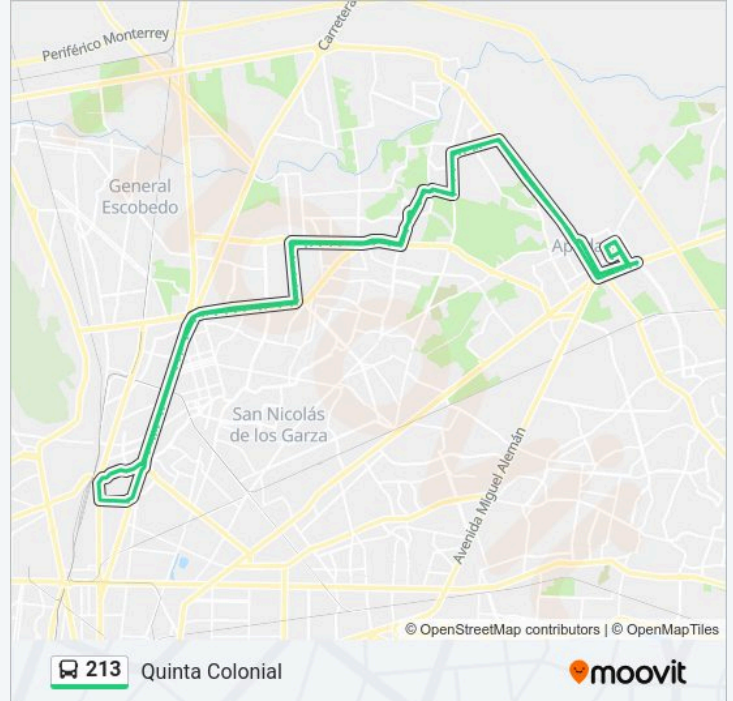 Periférico Monterrey
Carretera
General
Escobedo
San Nicolás
de los Garza
Avenida Miguel Alemán
© OpenStreetMap contributors | © OpenMapTiles
213 Quinta Colonial
moovit